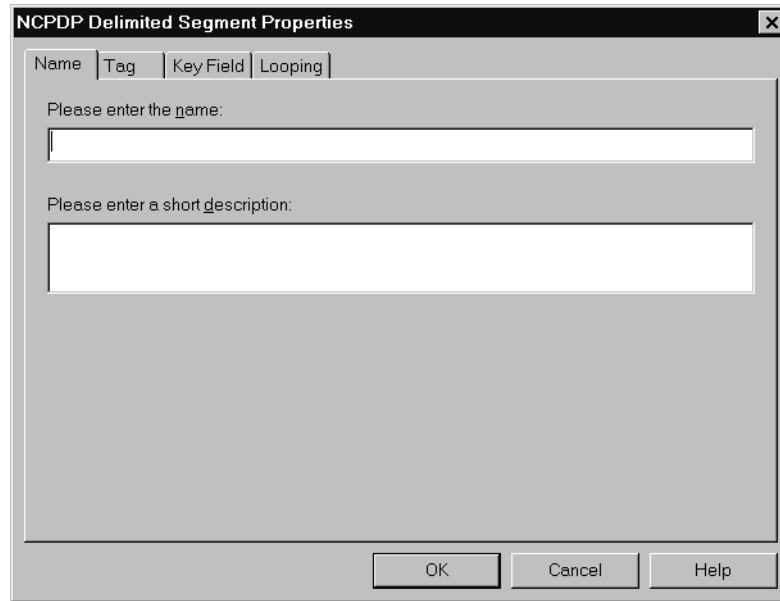 NCPDP Delimited Segment Properties
Name Tag Key Field Looping
Please enter the name:
Please enter a short description:
OK Cancel Help